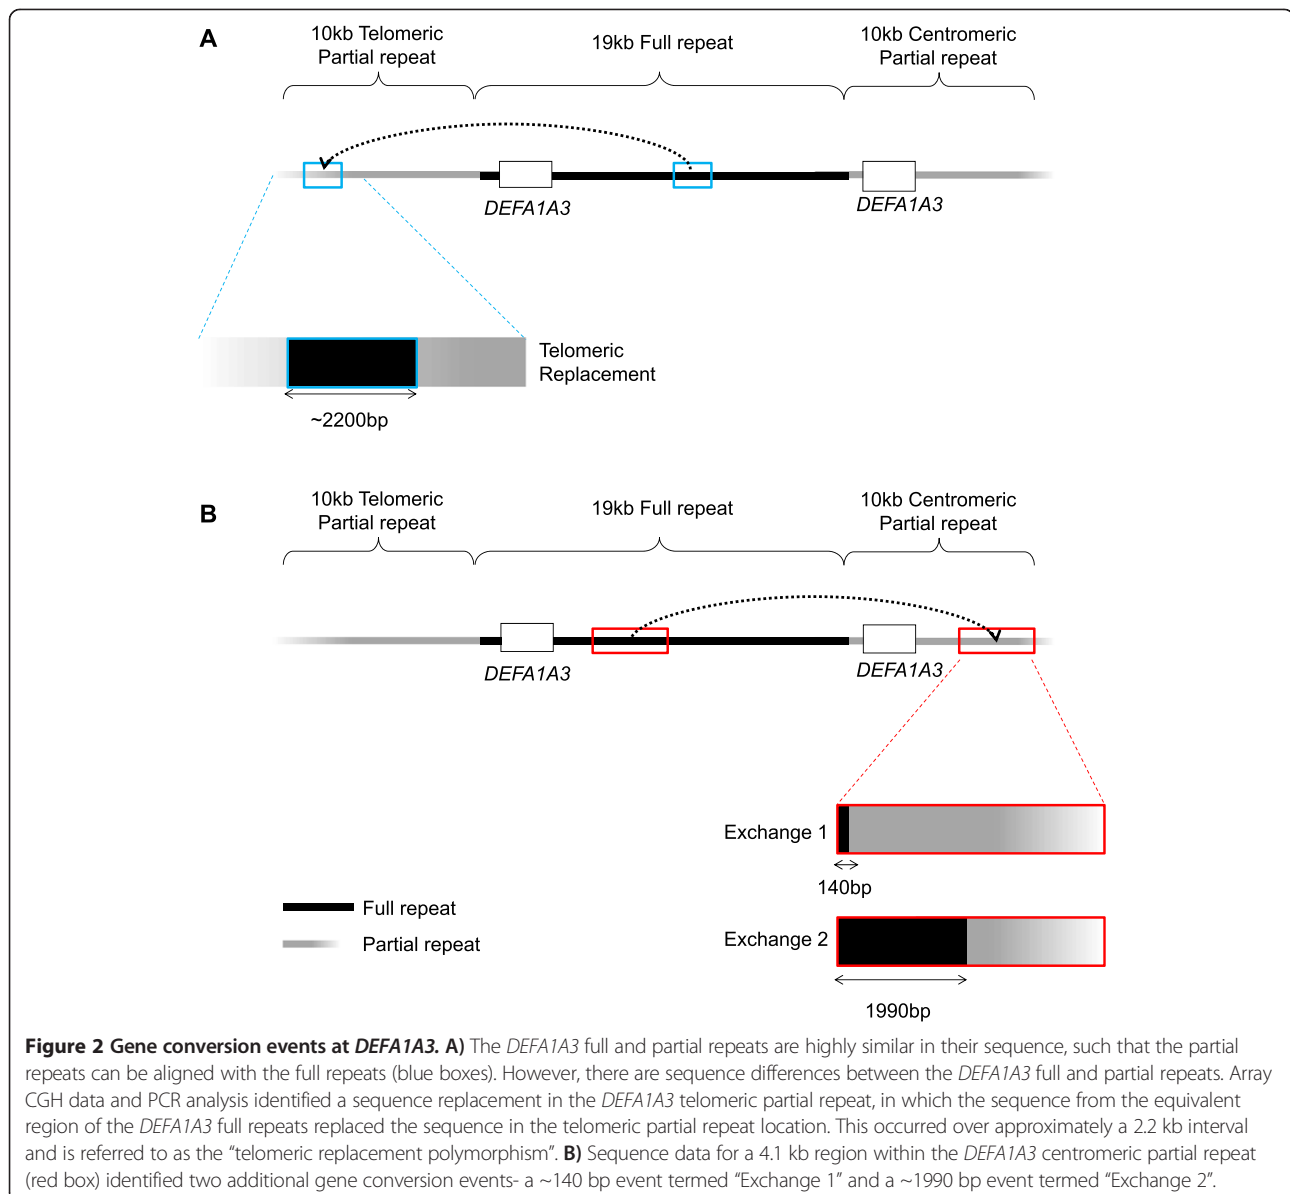 A
10kb Telomeric
Partial repeat
19kb Full repeat
10kb Centromeric
Partial repeat
DEFA1A3
DEFA1A3
Telomeric
Replacement
~2200bp
B
10kb Telomeric
Partial repeat
19kb Full repeat
10kb Centromeric
Partial repeat
DEFA1A3
DEFA1A3
Exchange 1
140bp
Full repeat
Partial repeat
Exchange 2
1990bp
Figure 2 Gene conversion events at DEFA1A3. A) The DEFA1A3 full and partial repeats are highly similar in their sequence, such that the partial
repeats can be aligned with the full repeats (blue boxes). However, there are sequence differences between the DEFA1A3 full and partial repeats. Array
CGH data and PCR analysis identified a sequence replacement in the DEFA1A3 telomeric partial repeat, in which the sequence from the equivalent
region of the DEFA1A3 full repeats replaced the sequence in the telomeric partial repeat location. This occurred over approximately a 2.2 kb interval
and is referred to as the “telomeric replacement polymorphism”. B) Sequence data for a 4.1 kb region within the DEFA1A3 centromeric partial repeat
(red box) identified two additional gene conversion events- a ~140 bp event termed “Exchange 1” and a ~1990 bp event termed “Exchange 2”.